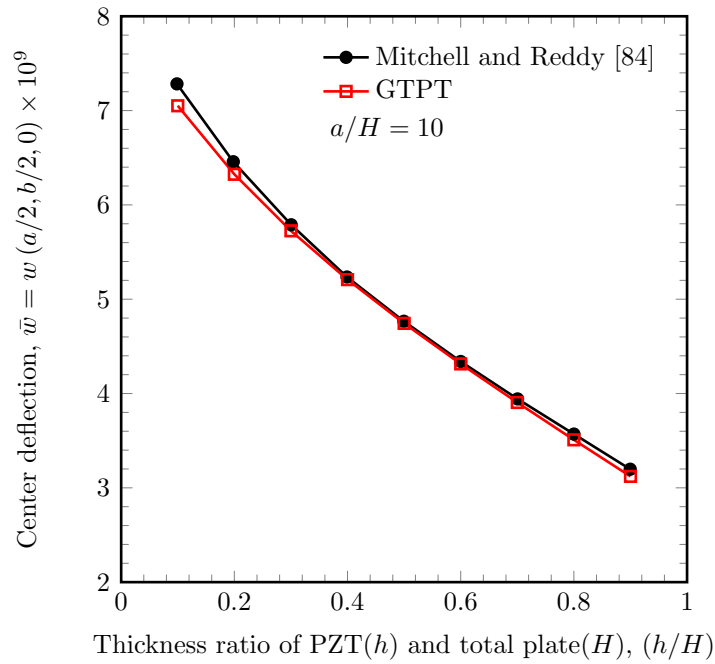 Mitchell and Reddy [84]
GTPT
a/H = 10
8
7
6
5
4
3
2
0
0.2
0.4
0.6
0.8
1
Center deflection, w̄ = w (a/2, b/2, 0) × 10⁹
Thickness ratio of PZT(h) and total plate(H), (h/H)